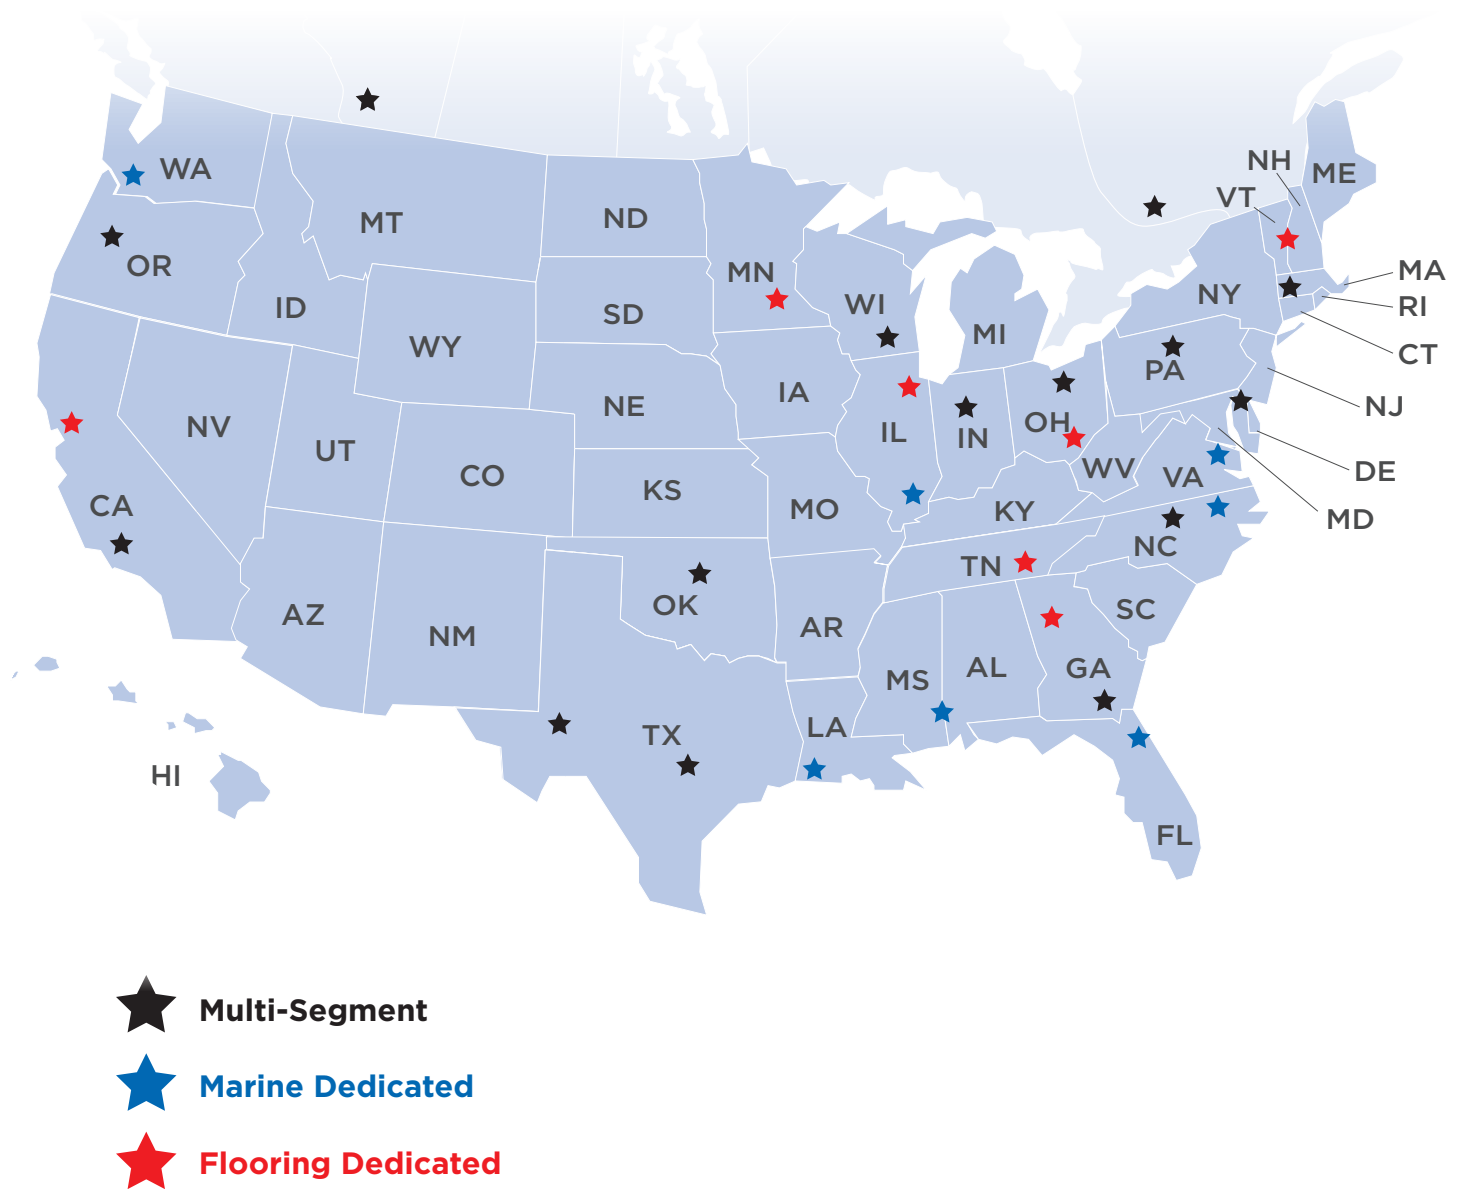 NH
ME
WA
VT
MT
ND
OR
MN
MA
ID
WI
NY
RI
SD
MI
WY
CT
PA
IA
NE
NJ
NV
OH
IL
IN
UT
CO
WV
DE
VA
KS
CA
MO
KY
MD
NC
TN
OK
SC
AZ
AR
NM
GA
AL
MS
LA
TX
HI
FL
Multi-Segment
Marine Dedicated
Flooring Dedicated